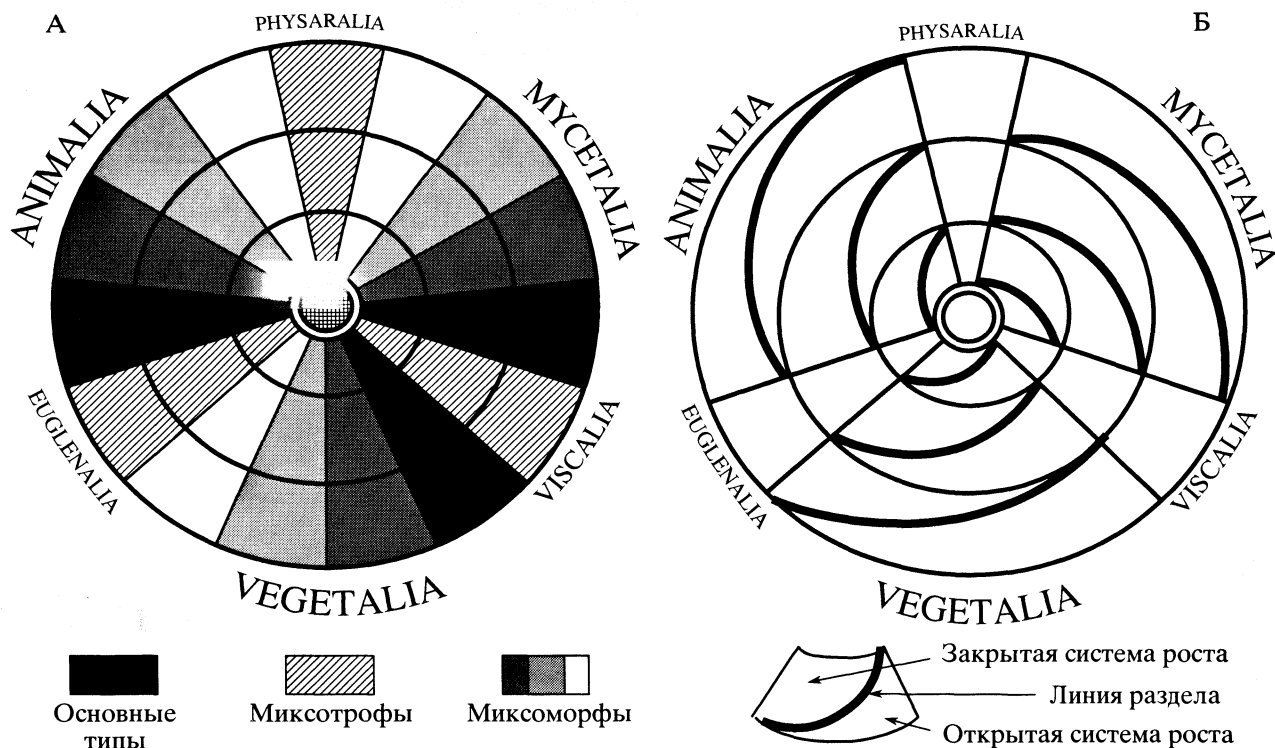 А
PHYSARALIA
ANIMALIA
MYCETALIA
EUGLENALIA
VISCALIA
VEGETALIA
Основные
типы
Миксотрофы
Миксоморфы
Б
PHYSARALIA
ANIMALIA
MYCETALIA
EUGLENALIA
VISCALIA
VEGETALIA
Закрытая система роста
Линия раздела
Открытая система роста